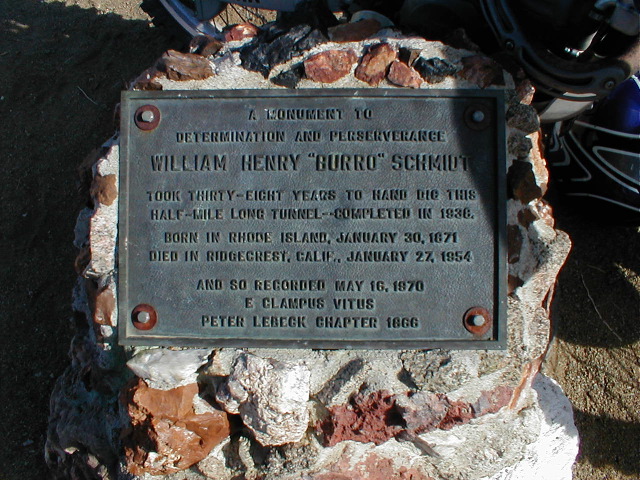 A MONUMENT TO
DETERMINATION AND PERSERVERANCE
WILLIAM HENRY "BURRO" SCHMIDT
TOOK THIRTY-EIGHT YEARS TO HAND DIG THIS
HALF-MILE LONG TUNNEL--COMPLETED IN 1938.
BORN IN RHODE ISLAND, JANUARY 30, 1871
DIED IN RIDGECREST, CALIF., JANUARY 27, 1954
AND SO RECORDED MAY 16, 1970
E CLAMPUS VITUS
PETER LEBECK CHAPTER 1866